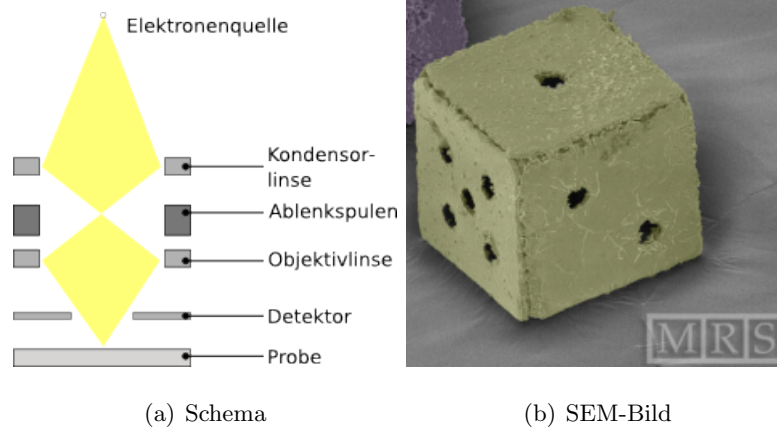 Elektronenquelle
Kondensor-
linse
Ablenkspulen
Objektivlinse
Detektor
Probe
MRS
(a) Schema
(b) SEM-Bild